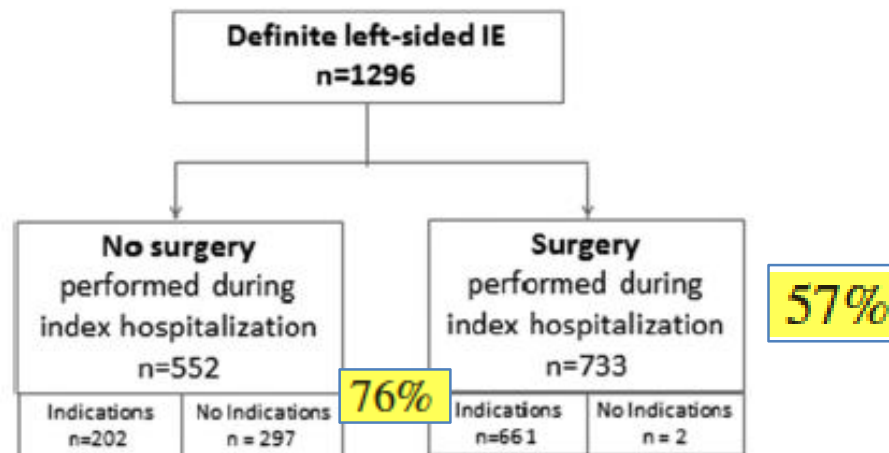 Definite left-sided IE
n=1296
No surgery
performed during
index hospitalization
n=552
Indications
n=202
No Indications
n = 297
76%
Surgery
performed during
index hospitalization
n=733
Indications
n=661
No Indications
n = 2
57%